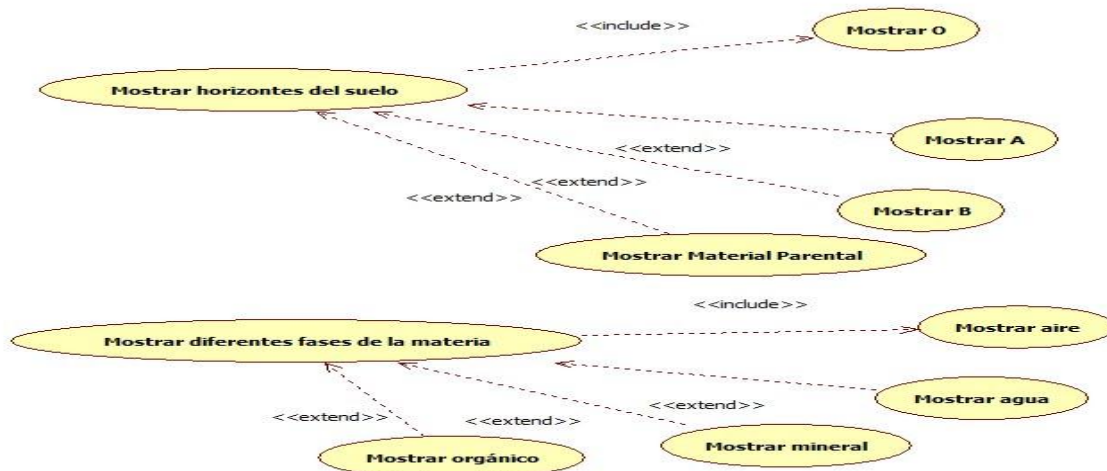 <<include>>
Mostrar O
Mostrar horizontes del suelo
Mostrar A
<<extend>>
<<extend>>
<<extend>>
Mostrar B
Mostrar Material Parental
<<include>>
Mostrar aire
Mostrar diferentes fases de la materia
Mostrar agua
<<extend>>
<<extend>>
<<extend>>
Mostrar mineral
Mostrar orgánico